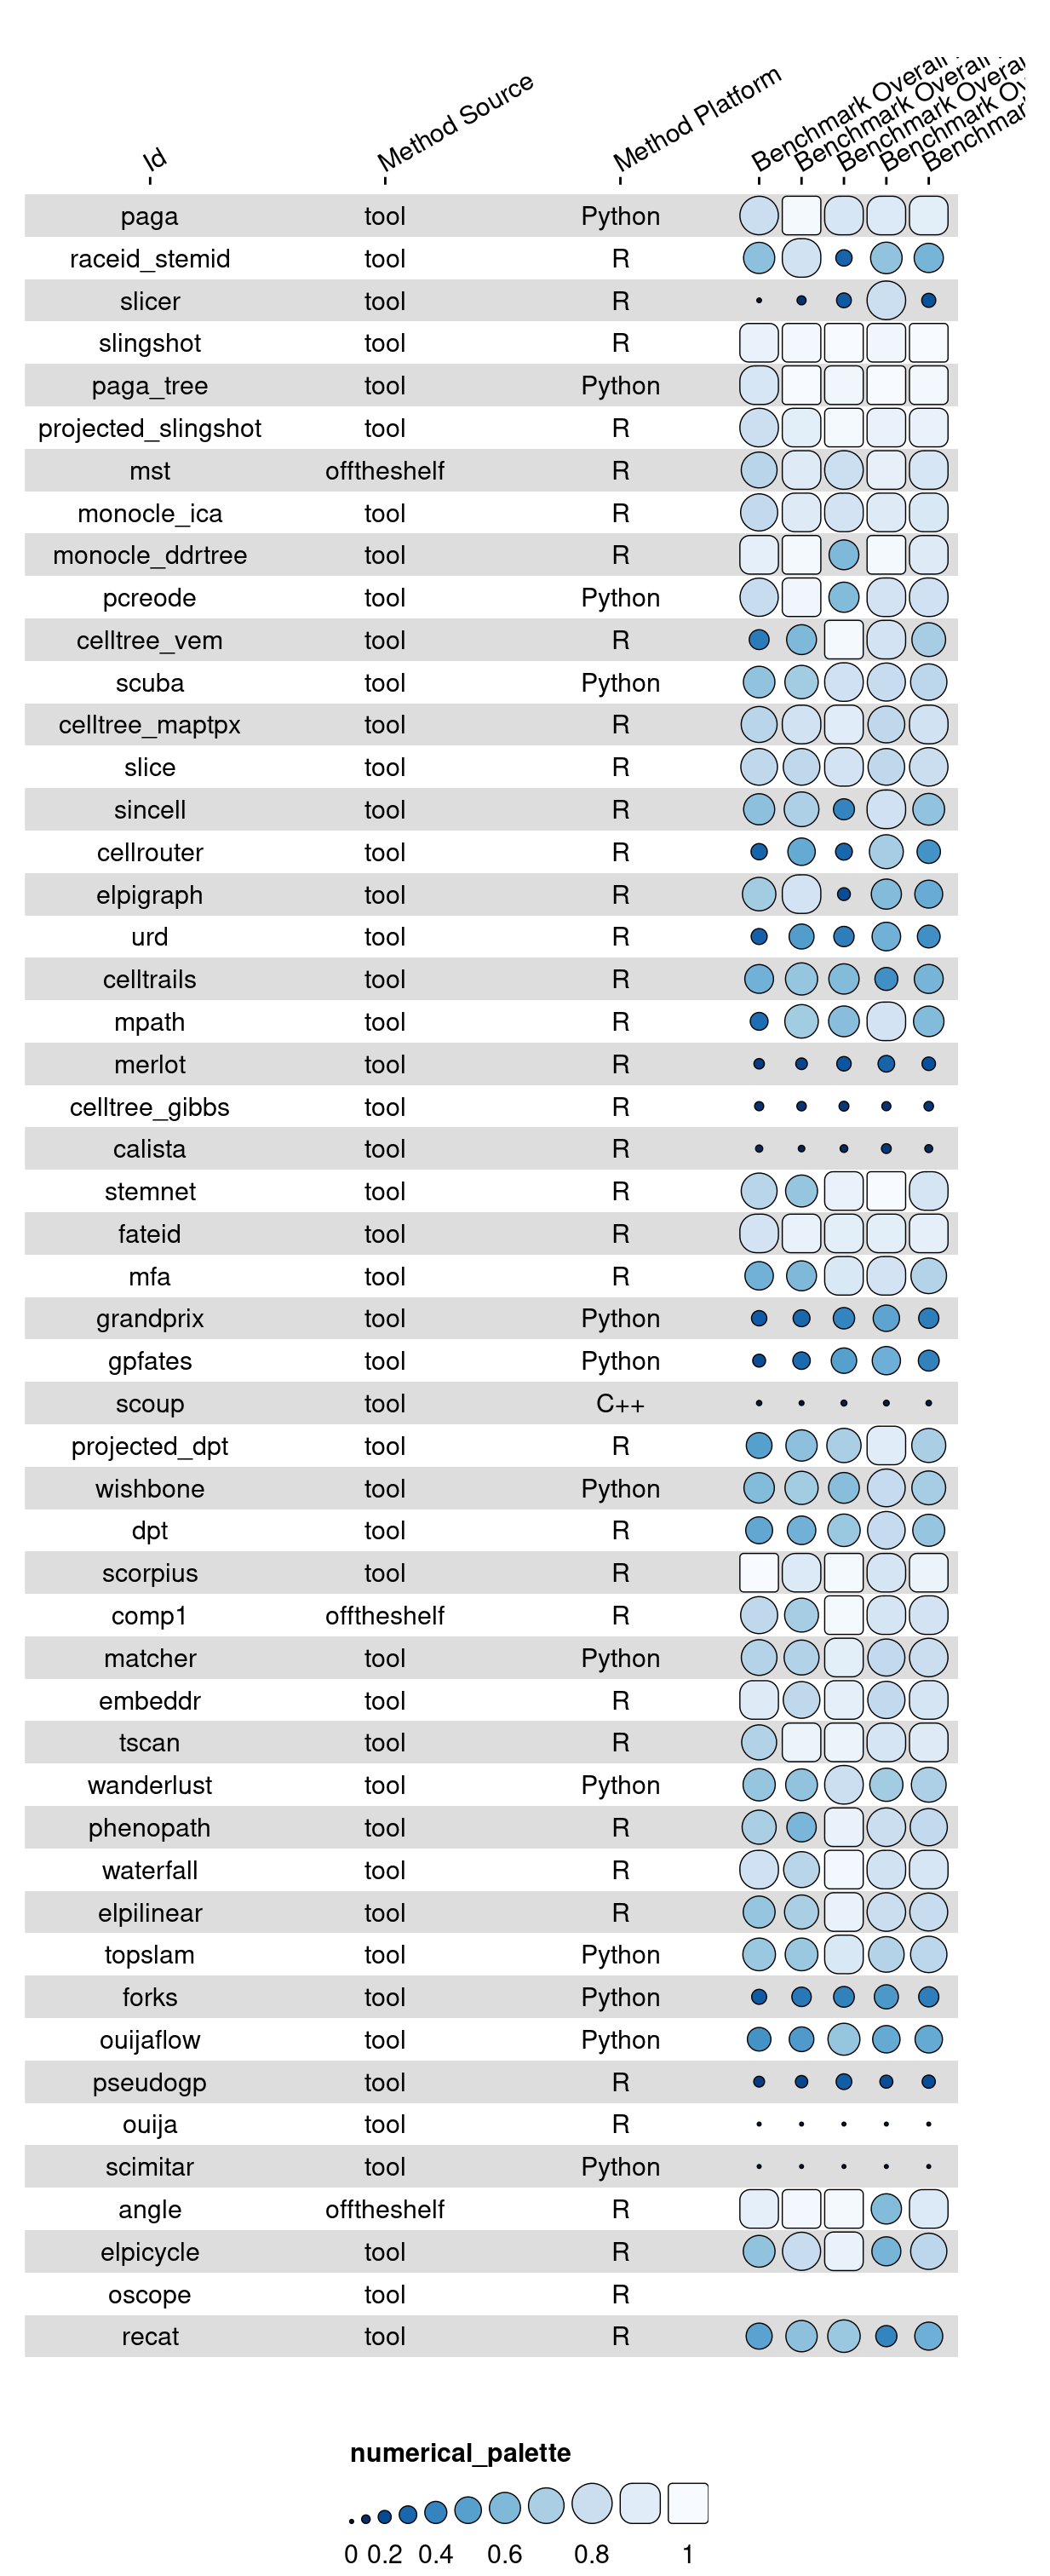 Id Method Source Method Platform Benchmark Overall Benchmark Overall Benchmark Overall Benchmark Benchmark
paga tool Python
raceid_stemid tool R
slicer tool R
slingshot tool R
paga_tree tool Python
projected_slingshot tool R
mst offtheshelf R
monocle_ica tool R
monocle_ddrtree tool R
pcreode tool Python
celltree_vem tool R
scuba tool Python
celltree_maptpx tool R
slice tool R
sincell tool R
cellrouter tool R
elpigraph tool R
urd tool R
celltrails tool R
mpath tool R
merlot tool R
celltree_gibbs tool R
calista tool R
stemnet tool R
fateid tool R
mfa tool R
grandprix tool Python
gpfates tool Python
scoup tool C++
projected_dpt tool R
wishbone tool Python
dpt tool R
scorpius tool R
comp1 offtheshelf R
matcher tool Python
embeddr tool R
tscan tool R
wanderlust tool Python
phenopath tool R
waterfall tool R
elpilinear tool R
topslam tool Python
forks tool Python
ouijaflow tool Python
pseudogp tool R
ouija tool R
scimitar tool Python
angle offtheshelf R
elpicycle tool R
oscope tool R
recat tool R
numerical_palette
0 0.2 0.4 0.6 0.8 1